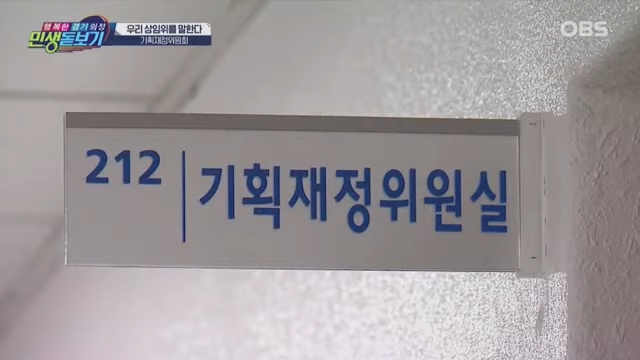 행복한 경기 의정
민생돋보기
우리 상임위를 말한다
기획재정위원회
OBS
212 기획재정위원실